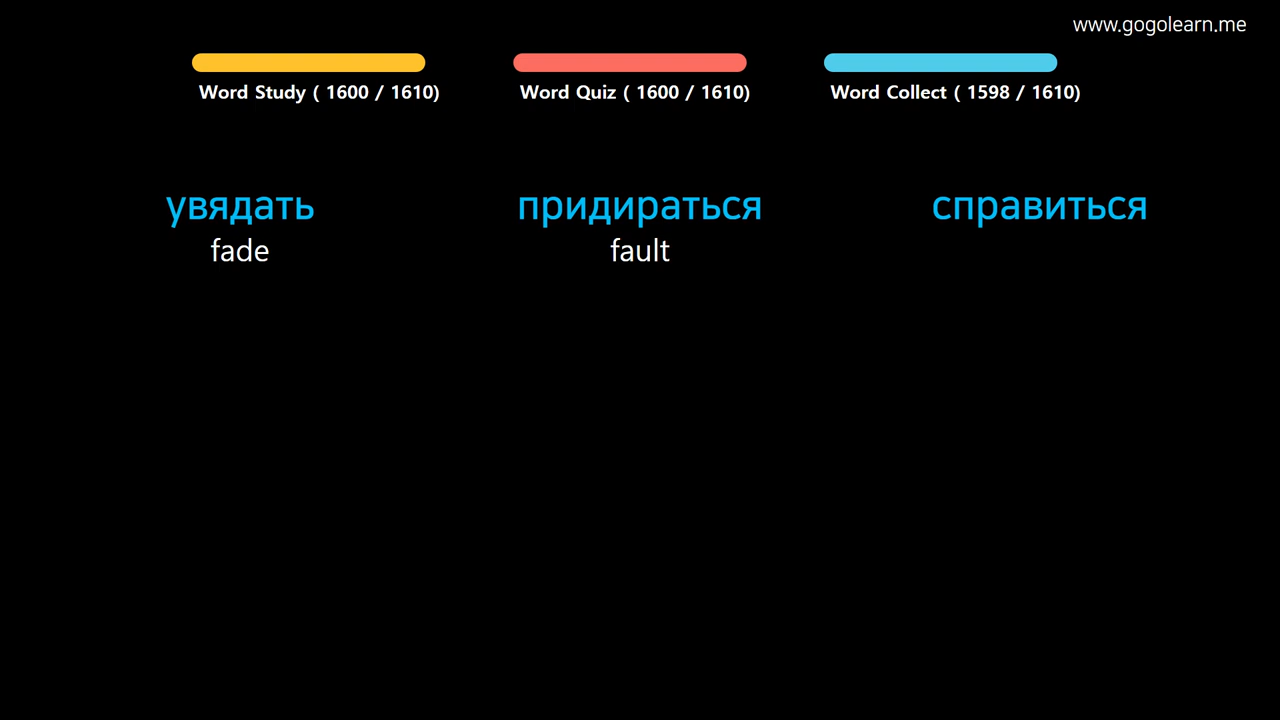 www.gogolearn.me
Word Study ( 1600 / 1610)
Word Quiz ( 1600 / 1610)
Word Collect ( 1598 / 1610)
увядать
fade
придираться
fault
справиться